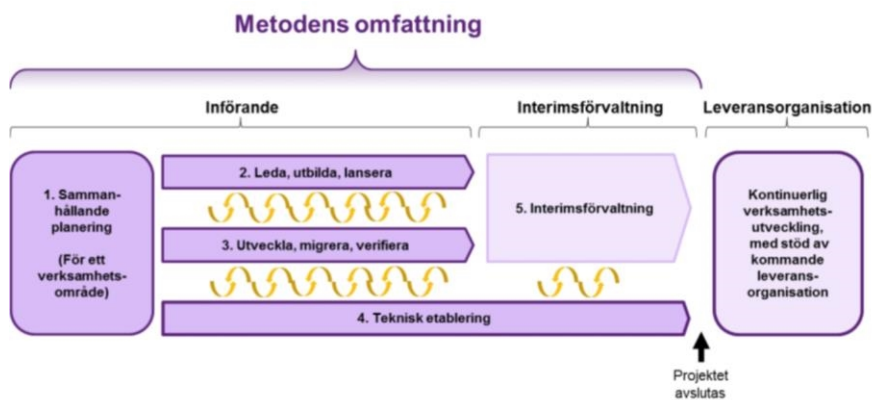 Metodens omfattning
Införande
Interimsförvaltning
Leveransorganisation
1. Samman-
hållande
planering
(För ett
verksamhets-
område)
2. Leda, utbilda, lansera
3. Utveckla, migrera, verifiera
4. Teknisk etablering
5. Interimsförvaltning
Kontinuerlig
verksamhets-
utveckling,
med stöd av
kommande
leverans-
organisation
Projektet
avslutas